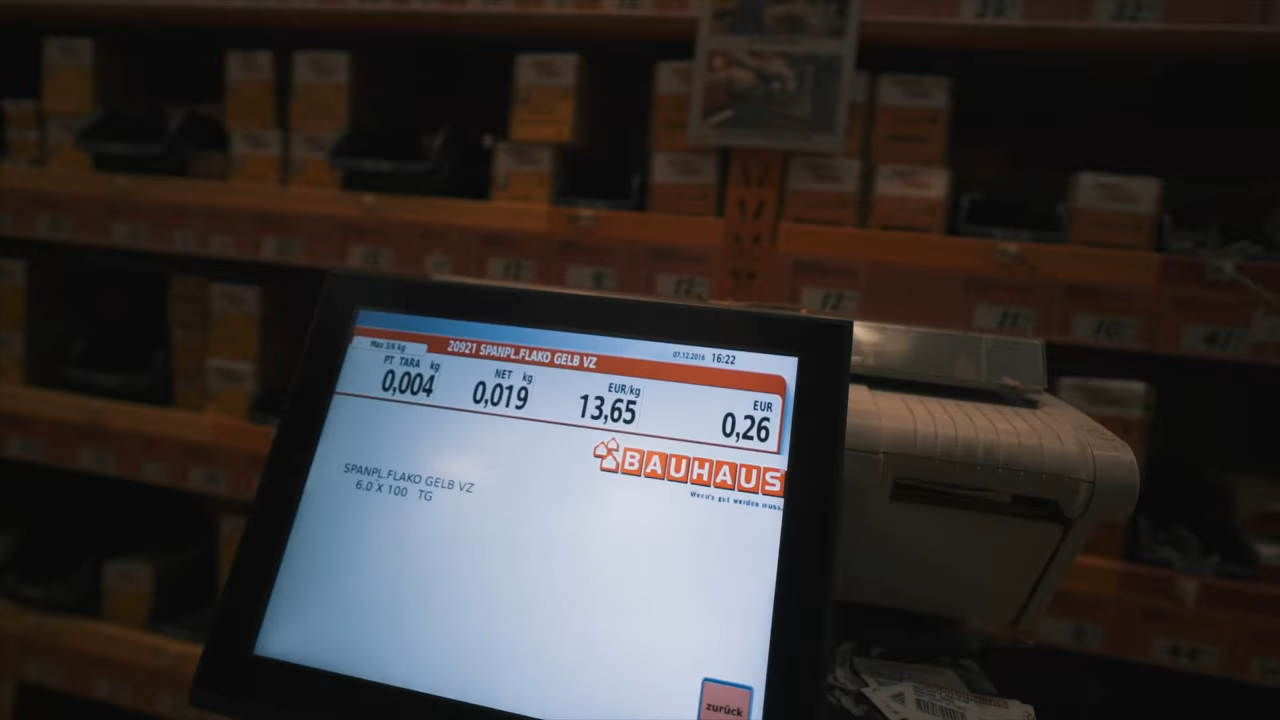 20921 SPANPL.FLAKO GELB VZ
07.12.2016 16:22
Max 3/6 kg
PT TARA kg
0,004
NET kg
0,019
EUR/kg
13,65
EUR
0,26
BAUHAUS
Wenn's gut werden muss.
SPANPL.FLAKO GELB VZ
6,0 X 100 TG
zurück